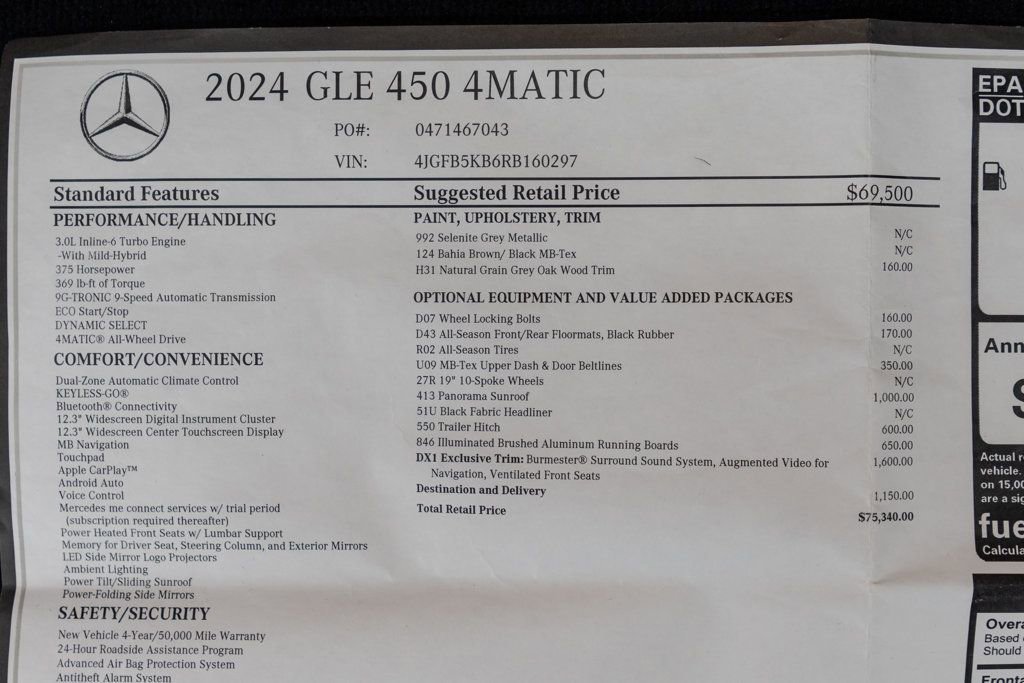 2024 GLE 450 4MATIC
PO#: 0471467043
VIN: 4JGFB5KB6RB160297
Standard Features
PERFORMANCE/HANDLING
3.0L Inline-6 Turbo Engine
-With Mild-Hybrid
375 Horsepower
369 lb-ft of Torque
9G-TRONIC 9-Speed Automatic Transmission
ECO Start/Stop
DYNAMIC SELECT
4MATIC® All-Wheel Drive
COMFORT/CONVENIENCE
Dual-Zone Automatic Climate Control
KEYLESS-GO®
Bluetooth® Connectivity
12.3" Widescreen Digital Instrument Cluster
12.3" Widescreen Center Touchscreen Display
MB Navigation
Touchpad
Apple CarPlay™
Android Auto
Voice Control
Mercedes me connect services w/ trial period
(subscription required thereafter)
Power Heated Front Seats w/ Lumbar Support
Memory for Driver Seat, Steering Column, and Exterior Mirrors
LED Side Mirror Logo Projectors
Ambient Lighting
Power Tilt/Sliding Sunroof
Power-Folding Side Mirrors
SAFETY/SECURITY
New Vehicle 4-Year/50,000 Mile Warranty
24-Hour Roadside Assistance Program
Advanced Air Bag Protection System
Antitheft Alarm System
Suggested Retail Price $69,500
PAINT, UPHOLSTERY, TRIM
992 Selenite Grey Metallic N/C
124 Bahia Brown/ Black MB-Tex N/C
H31 Natural Grain Grey Oak Wood Trim 160.00
OPTIONAL EQUIPMENT AND VALUE ADDED PACKAGES
D07 Wheel Locking Bolts 160.00
D43 All-Season Front/Rear Floormats, Black Rubber 170.00
R02 All-Season Tires N/C
U09 MB-Tex Upper Dash & Door Beltlines 350.00
27R 19" 10-Spoke Wheels N/C
413 Panorama Sunroof 1,000.00
51U Black Fabric Headliner N/C
550 Trailer Hitch 600.00
846 Illuminated Brushed Aluminum Running Boards 650.00
DX1 Exclusive Trim: Burmester® Surround Sound System, Augmented Video for 1,600.00
Navigation, Ventilated Front Seats
Destination and Delivery 1,150.00
Total Retail Price $75,340.00
EPA
DOT
Ann
$
Actual r
vehicle.
on 15,00
are a sig
fue
Calcula
Overa
Based
Should
Fronta